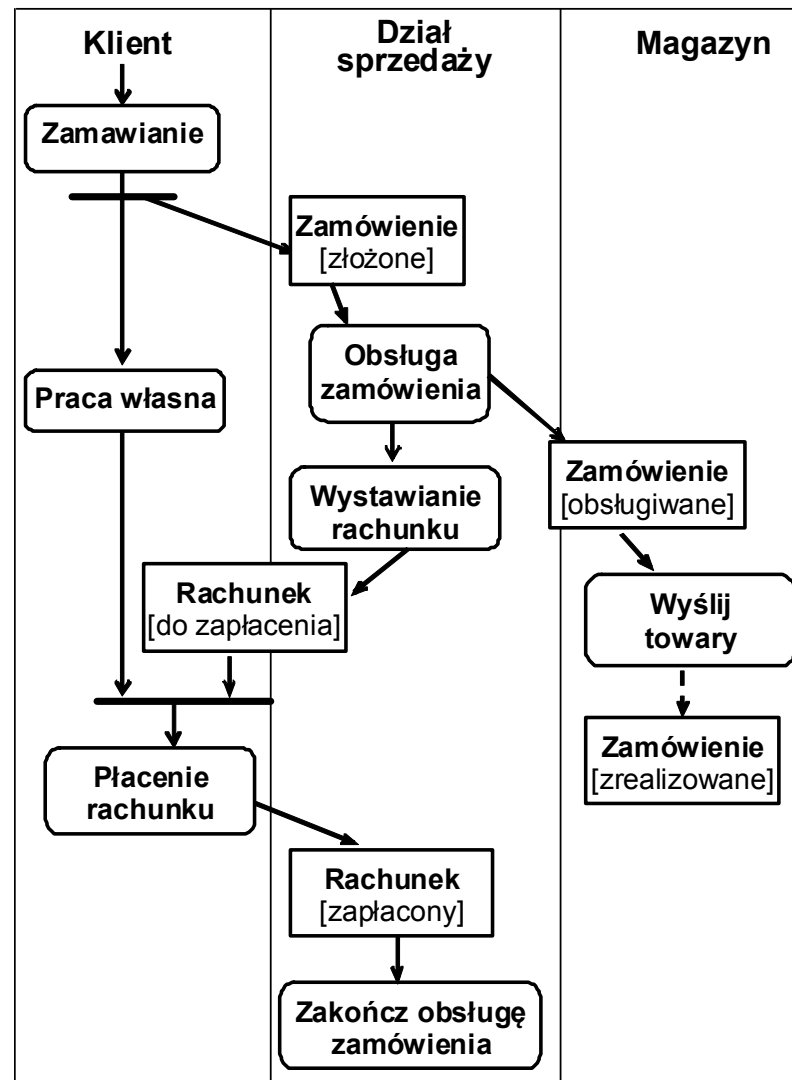 Klient
Dział
sprzedaży
Magazyn
Zamawianie
Zamówienie
[złożone]
Obsługa
zamówienia
Praca własna
Zamówienie
[obsługiwane]
Wystawianie
rachunku
Rachunek
[do zapłacenia]
Wyślij
towary
Zamówienie
[zrealizowane]
Płacenie
rachunku
Rachunek
[zapłacony]
Zakończ obsługę
zamówienia